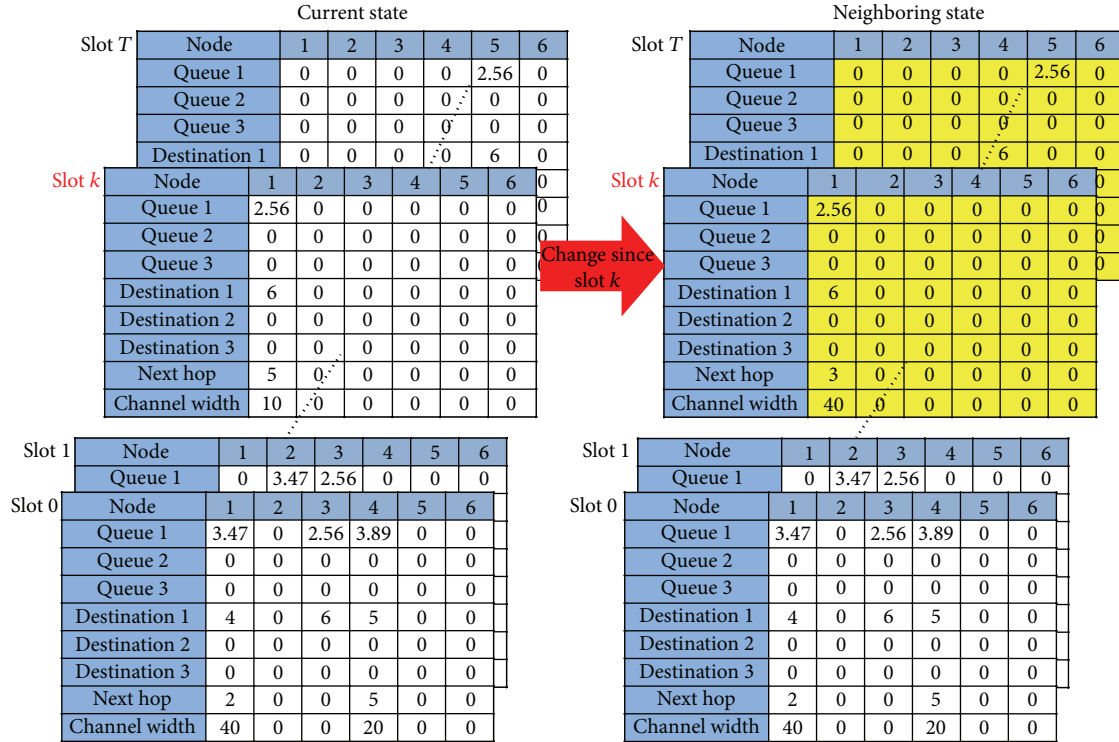 Current state
Slot T Node 1 2 3 4 5 6
Queue 1 0 0 0 0 2.56 0
Queue 2 0 0 0 0 0 0
Queue 3 0 0 0 0 0 0
Destination 1 0 0 0 0 6 0
Slot k Node 1 2 3 4 5 6 0
Queue 1 2.56 0 0 0 0 0 0
Queue 2 0 0 0 0 0 0 0
Queue 3 0 0 0 0 0 0 0
Destination 1 6 0 0 0 0 0
Destination 2 0 0 0 0 0 0
Destination 3 0 0 0 0 0 0
Next hop 5 0 0 0 0 0
Channel width 10 0 0 0 0 0
Slot 1 Node 1 2 3 4 5 6
Queue 1 0 3.47 2.56 0 0 0
Slot 0 Node 1 2 3 4 5 6
Queue 1 3.47 0 2.56 3.89 0 0
Queue 2 0 0 0 0 0 0
Queue 3 0 0 0 0 0 0
Destination 1 4 0 6 5 0 0
Destination 2 0 0 0 0 0 0
Destination 3 0 0 0 0 0 0
Next hop 2 0 0 5 0 0
Channel width 40 0 0 20 0 0
Change since
slot k
Neighboring state
Slot T Node 1 2 3 4 5 6
Queue 1 0 0 0 0 2.56 0
Queue 2 0 0 0 0 0 0
Queue 3 0 0 0 0 0 0
Destination 1 0 0 0 6 0 0
Slot k Node 1 2 3 4 5 6 0
Queue 1 2.56 0 0 0 0 0 0
Queue 2 0 0 0 0 0 0 0
Queue 3 0 0 0 0 0 0 0
Destination 1 6 0 0 0 0 0
Destination 2 0 0 0 0 0 0
Destination 3 0 0 0 0 0 0
Next hop 3 0 0 0 0 0
Channel width 40 0 0 0 0 0
Slot 1 Node 1 2 3 4 5 6
Queue 1 0 3.47 2.56 0 0 0
Slot 0 Node 1 2 3 4 5 6
Queue 1 3.47 0 2.56 3.89 0 0
Queue 2 0 0 0 0 0 0
Queue 3 0 0 0 0 0 0
Destination 1 4 0 6 5 0 0
Destination 2 0 0 0 0 0 0
Destination 3 0 0 0 0 0 0
Next hop 2 0 0 5 0 0
Channel width 40 0 0 20 0 0